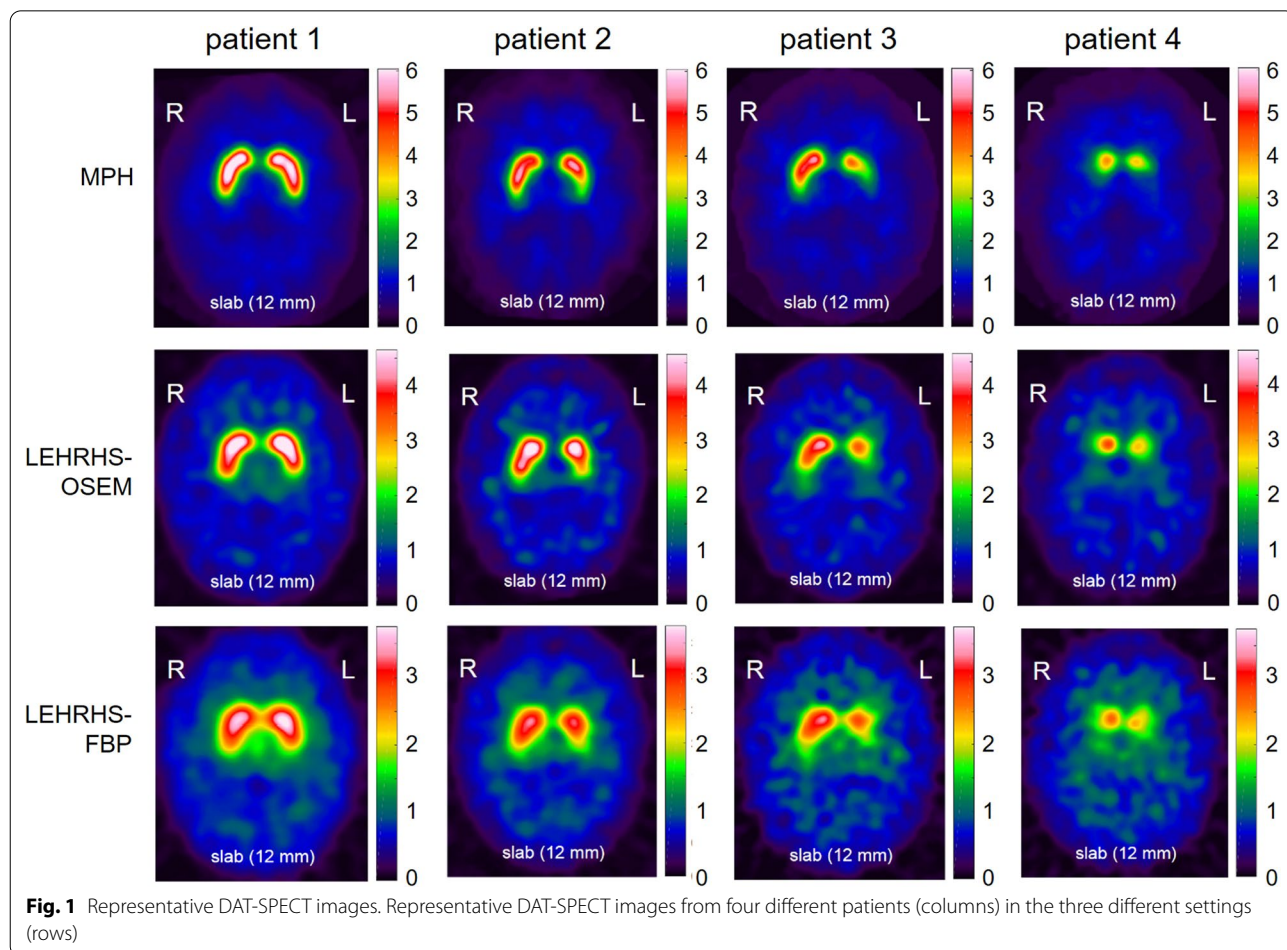 patient 1 patient 2 patient 3 patient 4
MPH
R L 6 5 4 3 2 1 0 slab (12 mm)
R L 6 5 4 3 2 1 0 slab (12 mm)
R L 6 5 4 3 2 1 0 slab (12 mm)
R L 6 5 4 3 2 1 0 slab (12 mm)
LEHRHS-
OSEM
R L 4 3 2 1 0 slab (12 mm)
R L 4 3 2 1 0 slab (12 mm)
R L 4 3 2 1 0 slab (12 mm)
R L 4 3 2 1 0 slab (12 mm)
LEHRHS-
FBP
R L 3 2 1 0 slab (12 mm)
R L 3 2 1 0 slab (12 mm)
R L 3 2 1 0 slab (12 mm)
R L 3 2 1 0 slab (12 mm)
Fig. 1 Representative DAT-SPECT images. Representative DAT-SPECT images from four different patients (columns) in the three different settings
(rows)